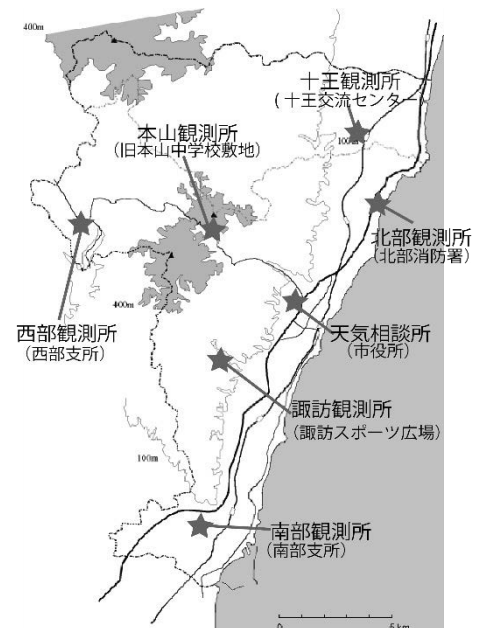 400m
十王観測所
(十王交流センター)
本山観測所
(旧本山中学校敷地)
100m
北部観測所
(北部消防署)
西部観測所
(西部支所)
400m
天気相談所
(市役所)
諏訪観測所
(諏訪スポーツ広場)
100m
南部観測所
(南部支所)
0
5 km